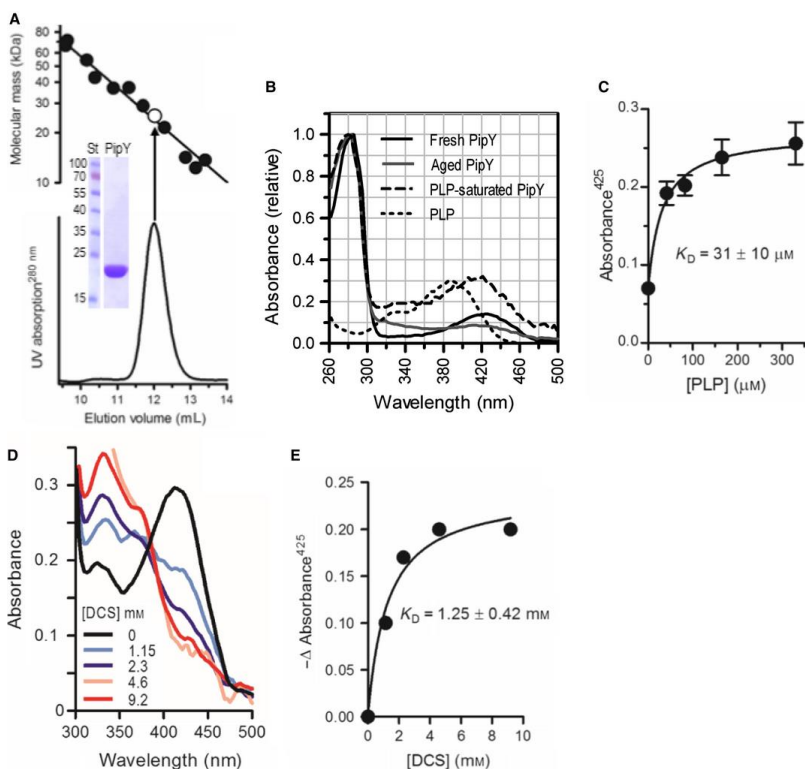 A
Molecular mass (kDa)
80
70
60
50
40
30
20
10
St PipY
100
70
55
40
35
25
15
UV absorption280 nm
10 11 12 13 14
Elution volume (mL)
B
Absorbance (relative)
1.0
0.8
0.6
0.4
0.3
0.2
0.1
0.0
Fresh PipY
Aged PipY
PLP-saturated PipY
PLP
260 300 340 380 420 460 500
Wavelength (nm)
C
Absorbance425
0.3
0.2
0.1
0.0
KD = 31 ± 10 μM
0 100 200 300
[PLP] (μM)
D
Absorbance
0.3
0.2
0.1
0
[DCS] mM
0
1.15
2.3
4.6
9.2
300 350 400 450 500
Wavelength (nm)
E
−Δ Absorbance425
0.25
0.20
0.15
0.10
0.05
0.00
KD = 1.25 ± 0.42 mM
0 2 4 6 8 10
[DCS] (mM)